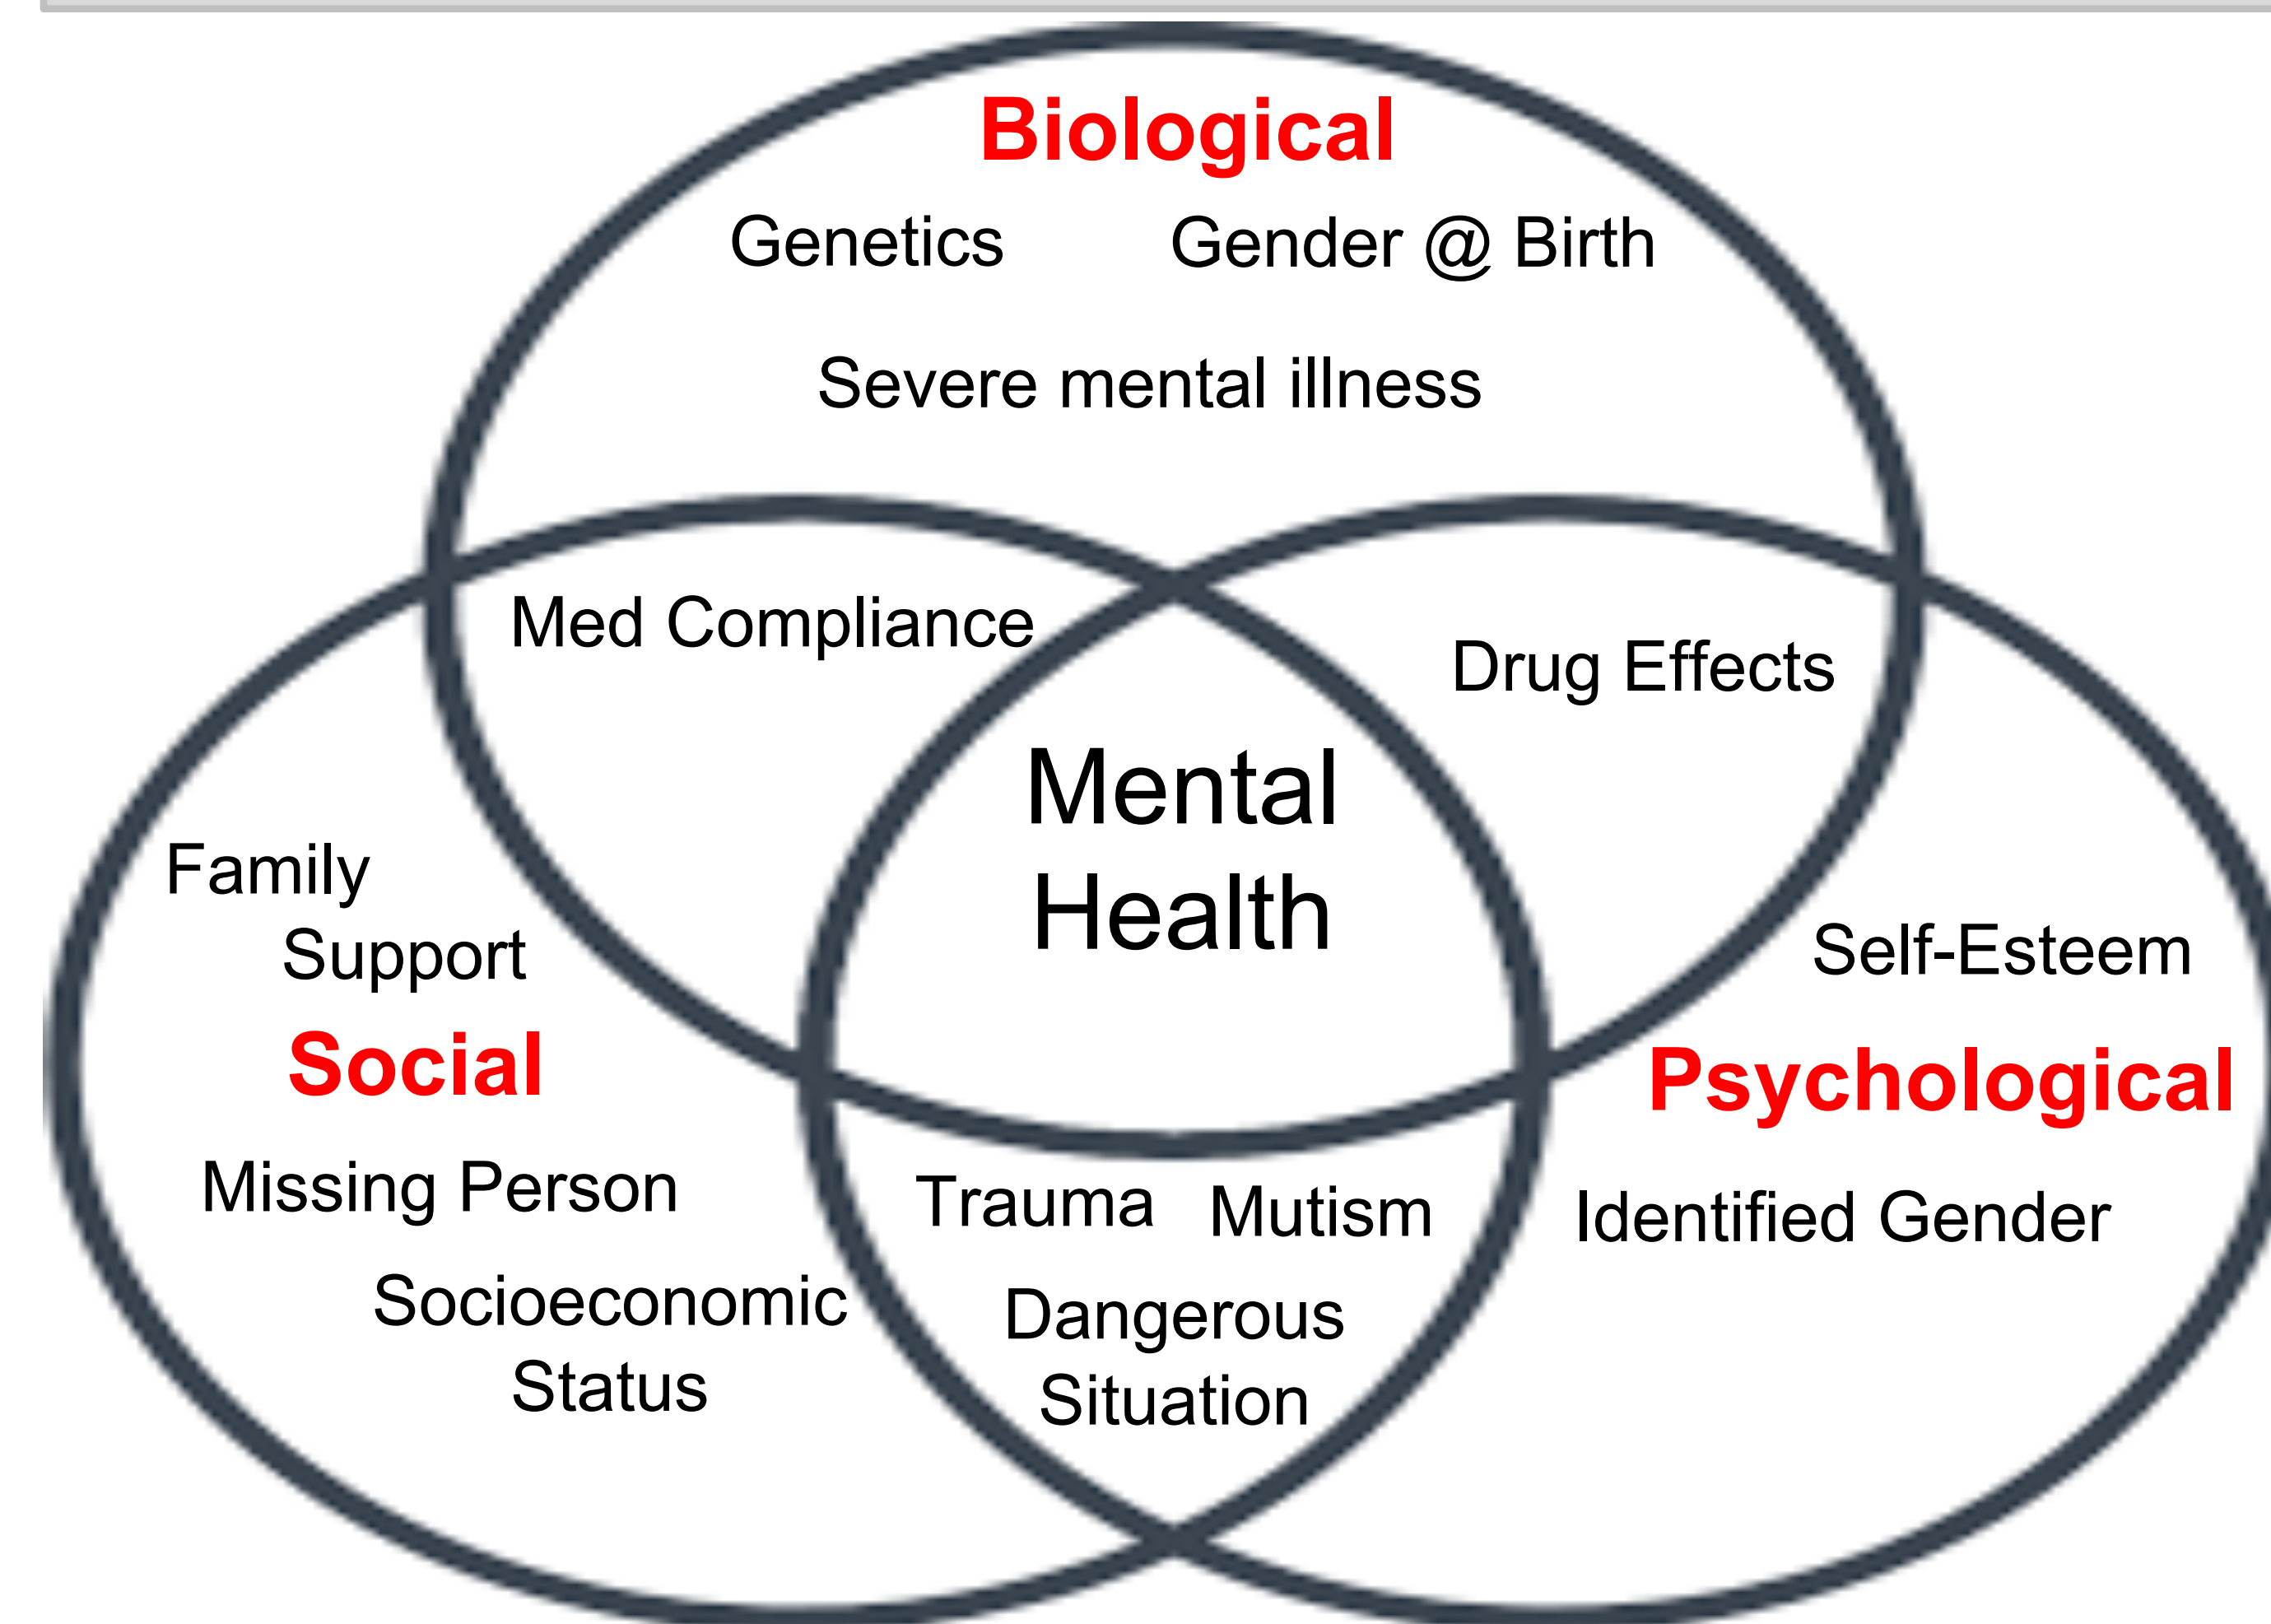 Biological
Genetics
Gender @ Birth
Severe mental illness
Med Compliance
Drug Effects
Mental
Health
Family
Support
Social
Missing Person
Socioeconomic
Status
Trauma
Mutism
Dangerous
Situation
Self-Esteem
Psychological
Identified Gender